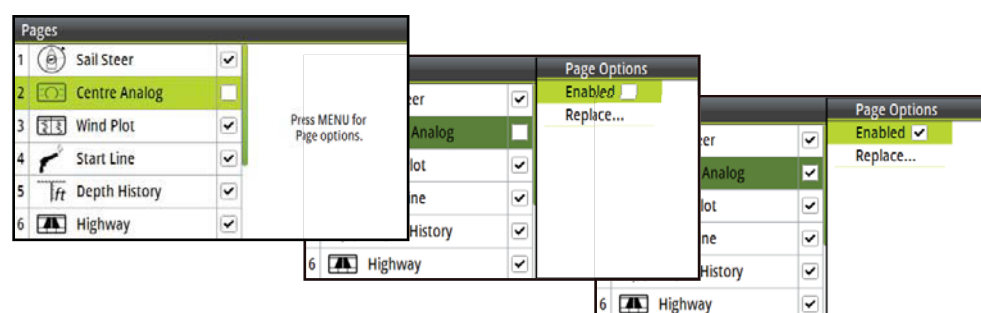 Pages
1 Sail Steer
2 Centre Analog
3 Wind Plot
4 Start Line
5 ft Depth History
6 Highway
Press MENU for
Page options.
Page Options
Enabled
Replace...
eer
Analog
lot
ine
History
6 Highway
Page Options
Enabled
Replace...
eer
Analog
lot
ne
History
6 Highway